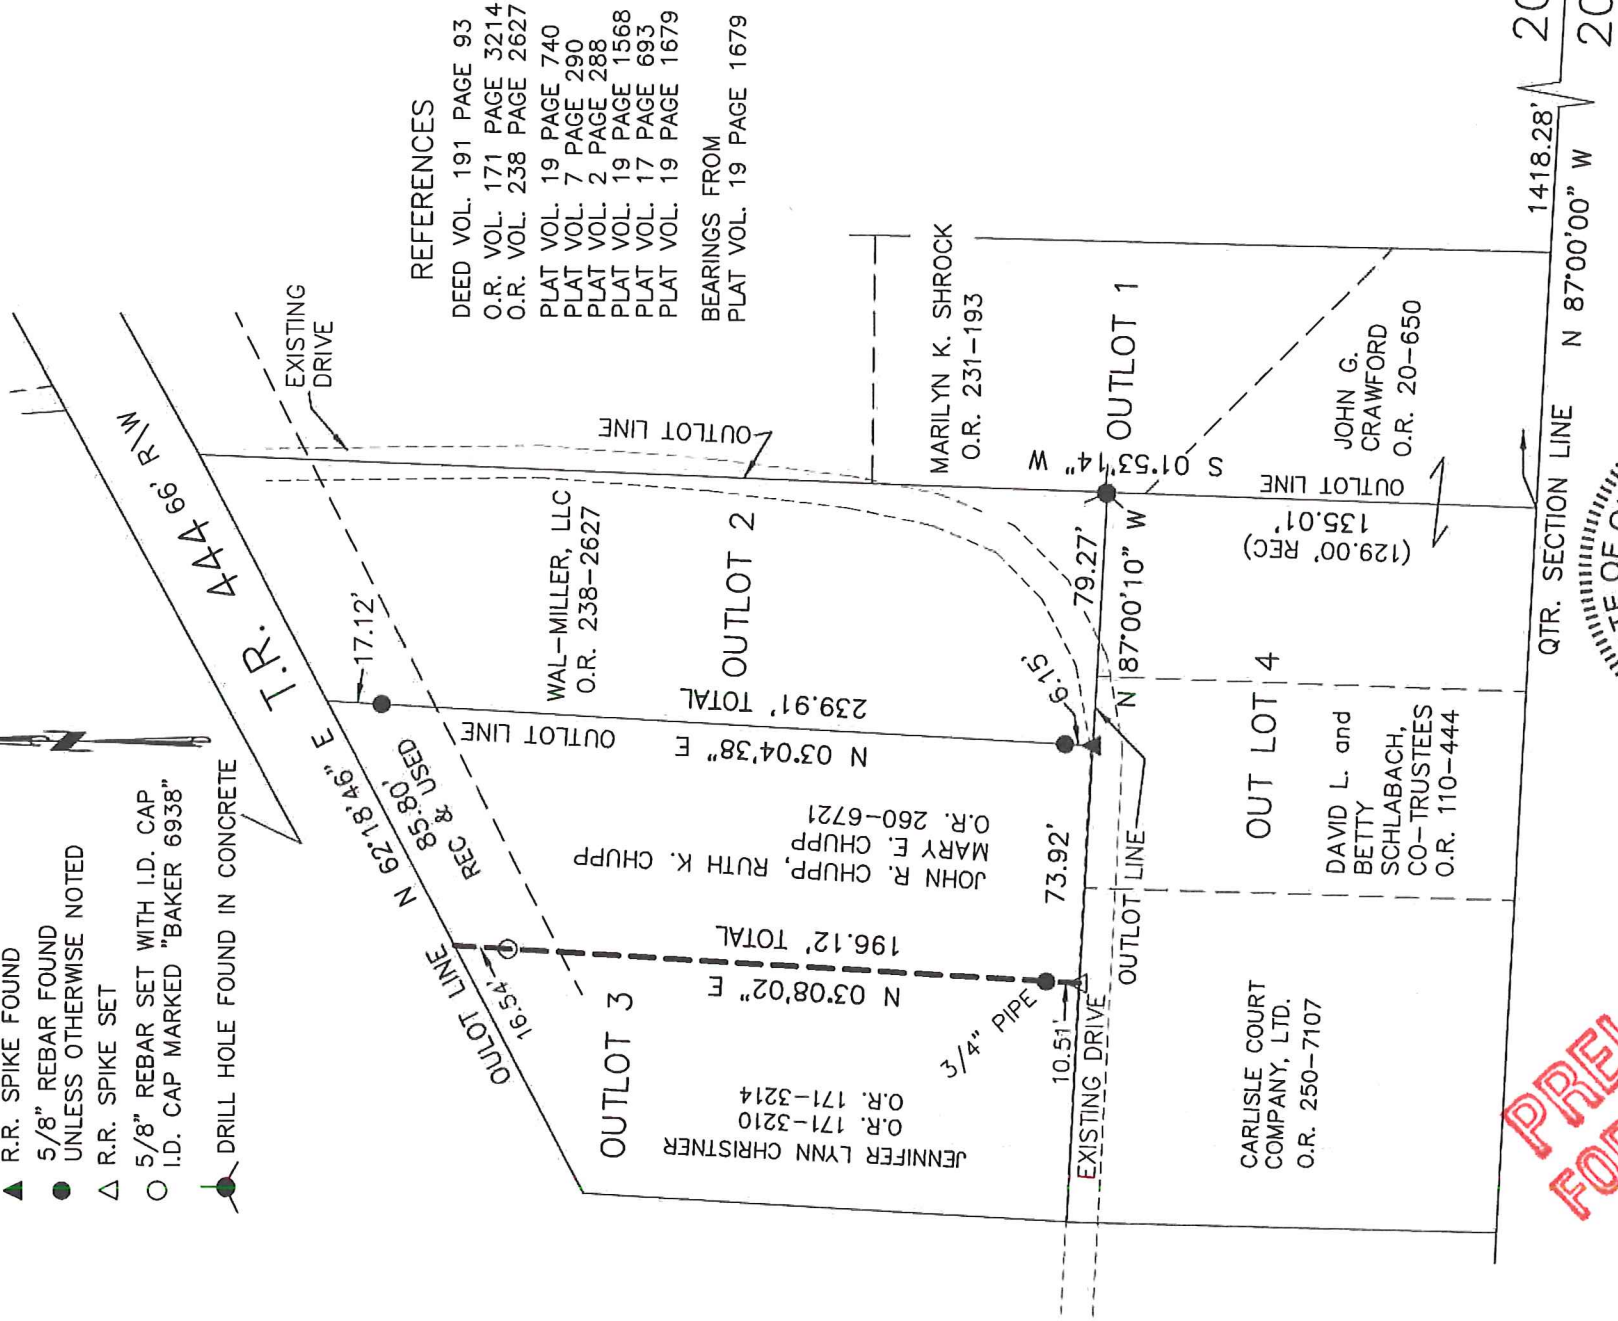 R.R. SPIKE FOUND
5/8" REBAR FOUND
UNLESS OTHERWISE NOTED
R.R. SPIKE SET
5/8" REBAR SET WITH I.D. CAP
I.D. CAP MARKED "BAKER 6938"
DRILL HOLE FOUND IN CONCRETE
N
REFERENCES
DEED VOL. 191 PAGE 93
O.R. VOL. 171 PAGE 3214
O.R. VOL. 238 PAGE 2627
PLAT VOL. 19 PAGE 740
PLAT VOL. 7 PAGE 290
PLAT VOL. 2 PAGE 288
PLAT VOL. 19 PAGE 1568
PLAT VOL. 17 PAGE 693
PLAT VOL. 19 PAGE 1679
BEARINGS FROM
PLAT VOL. 19 PAGE 1679
T.R. 444 66' R\W
EXISTING
DRIVE
N 62°18'46" E
85.80'
REC & USED
OULOT LINE
16.54'
17.12'
OUTLOT LINE
WAL-MILLER, LLC
O.R. 238-2627
OUTLOT 2
239.91' TOTAL
N 03°04'38" E
OUTLOT LINE
JOHN R. CHUPP, RUTH K. CHUPP
MARY E. CHUPP
O.R. 260-6721
196.12' TOTAL
N 03°08'02" E
OUTLOT 3
JENNIFER LYNN CHRISTNER
O.R. 171-3210
O.R. 171-3214
3/4" PIPE
10.51'
73.92'
6.15'
79.27'
N 87°00'10" W
EXISTING DRIVE
OUTLOT LINE
MARILYN K. SHROCK
O.R. 231-193
OUTLOT 1
S 01°53'14" W
OUTLOT LINE
135.01'
(129.00' REC)
JOHN G.
CRAWFORD
O.R. 20-650
OUT LOT 4
DAVID L. and
BETTY
SCHLABACH,
CO-TRUSTEES
O.R. 110-444
CARLISLE COURT
COMPANY, LTD.
O.R. 250-7107
QTR. SECTION LINE N 87°00'00" W
1418.28'
20
20
TE OF
PREL
FOR